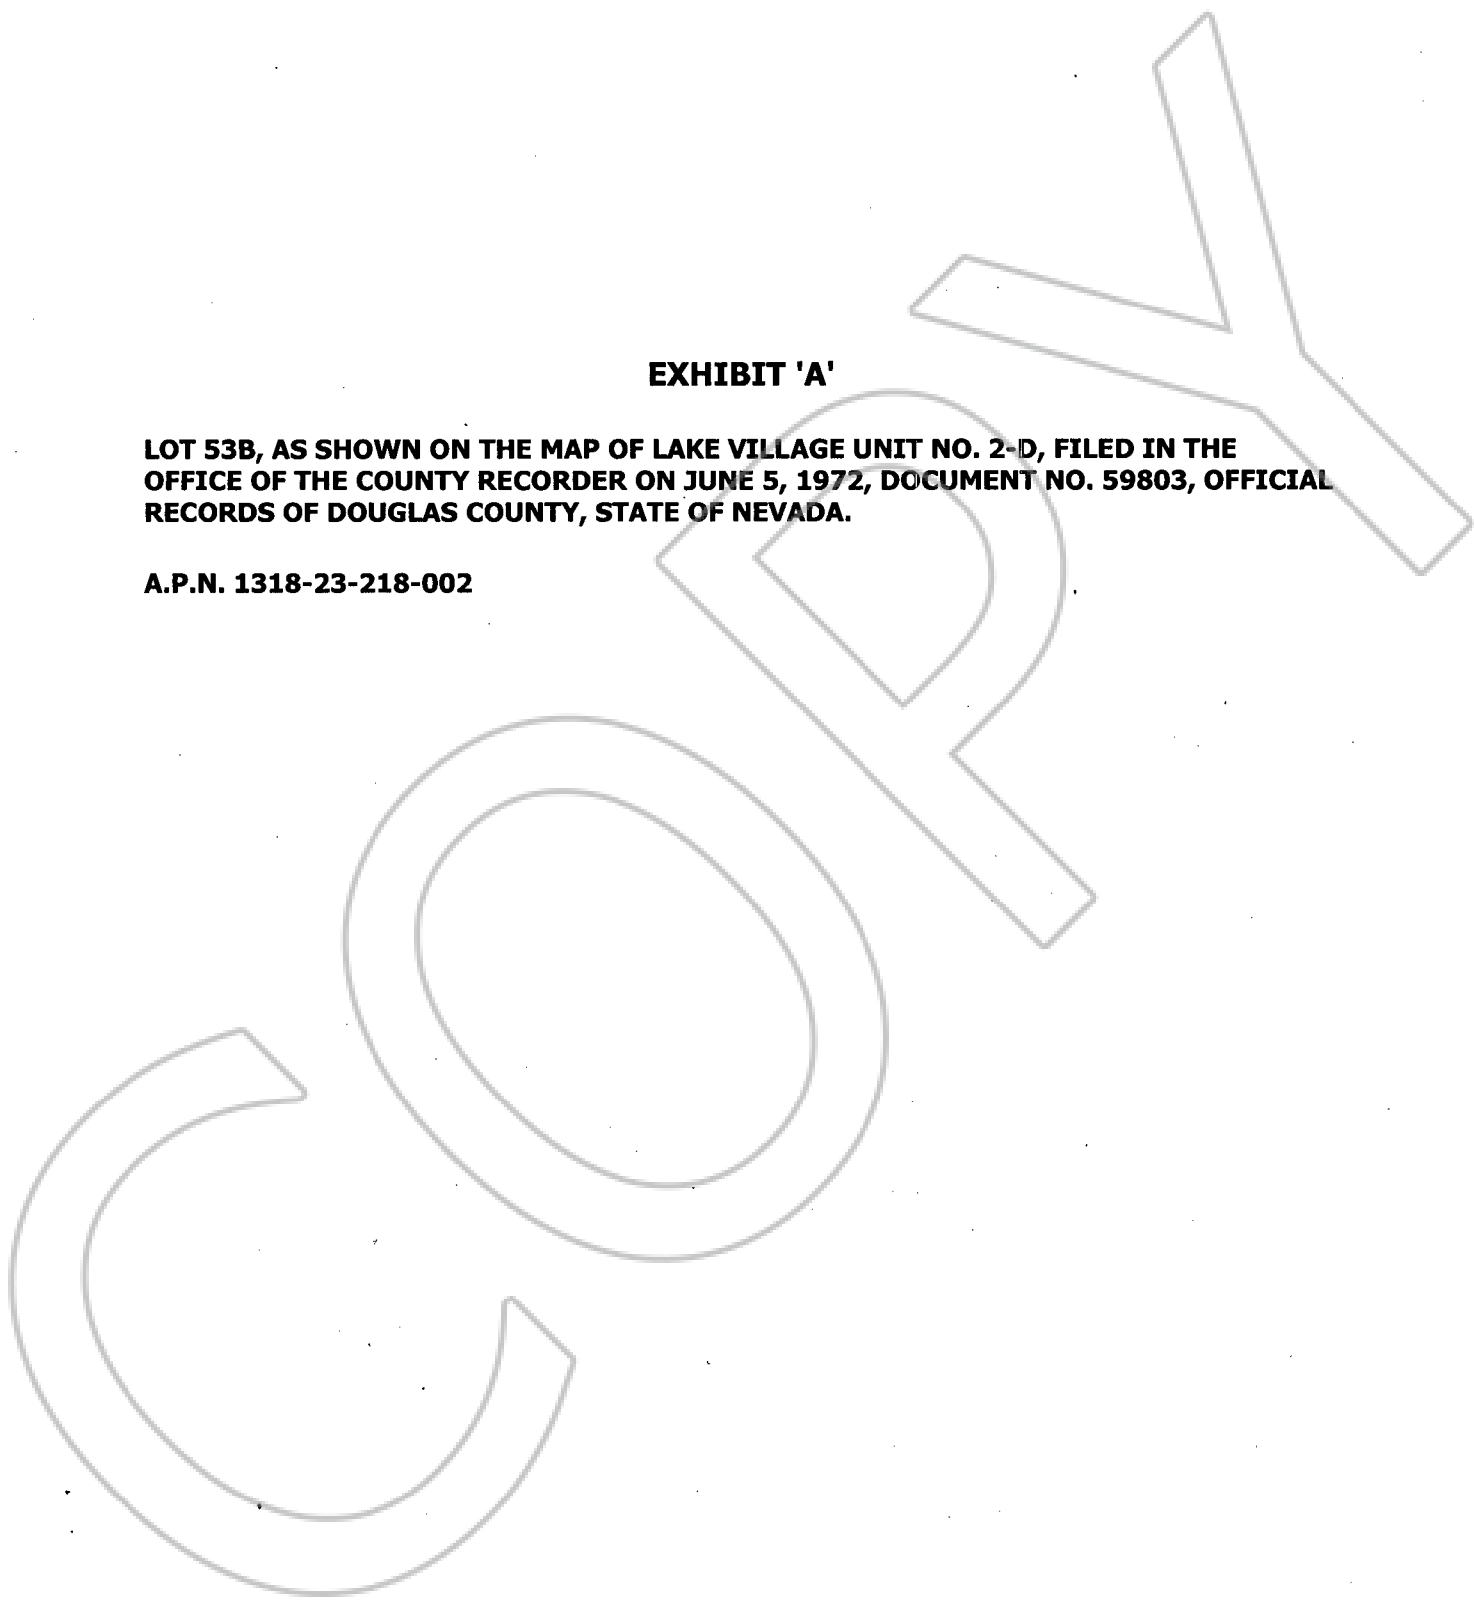 EXHIBIT 'A'
LOT 53B, AS SHOWN ON THE MAP OF LAKE VILLAGE UNIT NO. 2-D, FILED IN THE
OFFICE OF THE COUNTY RECORDER ON JUNE 5, 1972, DOCUMENT NO. 59803, OFFICIAL
RECORDS OF DOUGLAS COUNTY, STATE OF NEVADA.
A.P.N. 1318-23-218-002
COPY